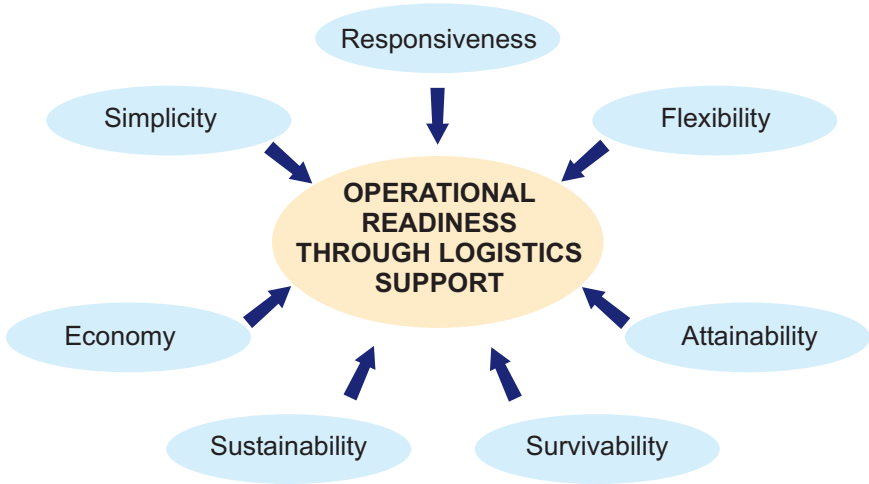 Responsiveness
Simplicity
Flexibility
OPERATIONAL
READINESS
THROUGH LOGISTICS
SUPPORT
Economy
Attainability
Sustainability
Survivability